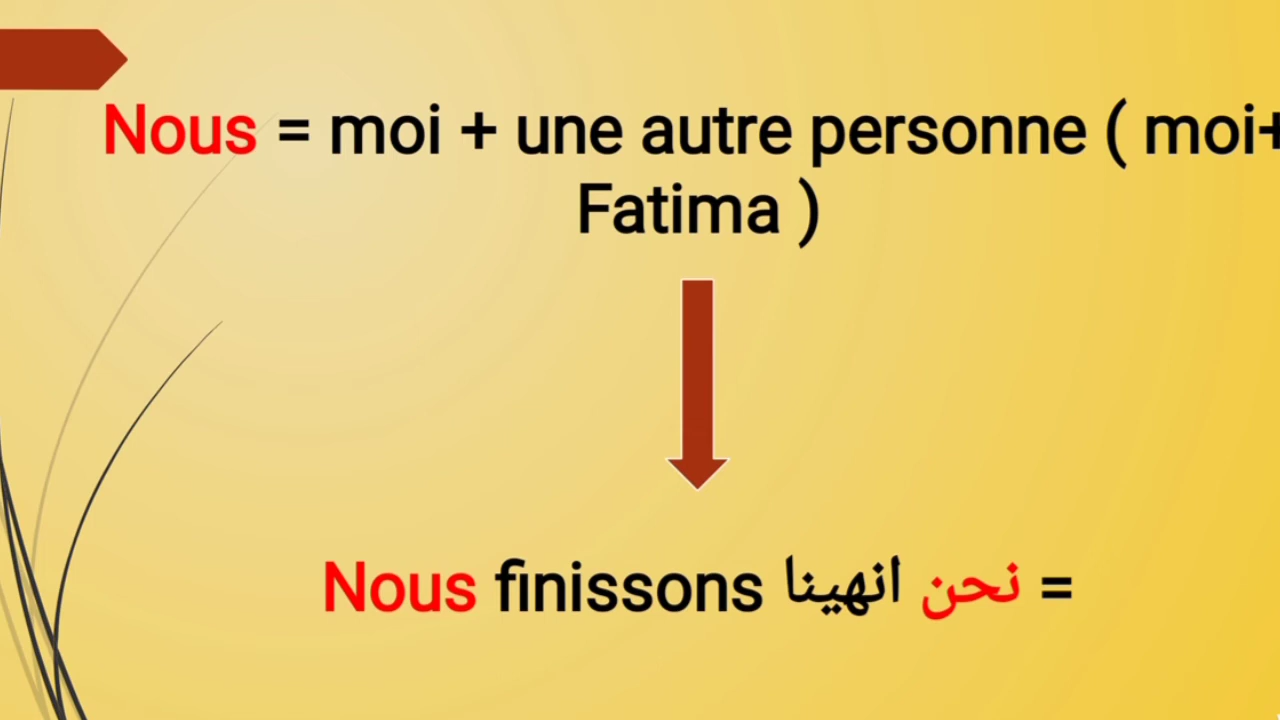 Nous = moi + une autre personne ( moi+
Fatima )
Nous finissons نحن انهينا =